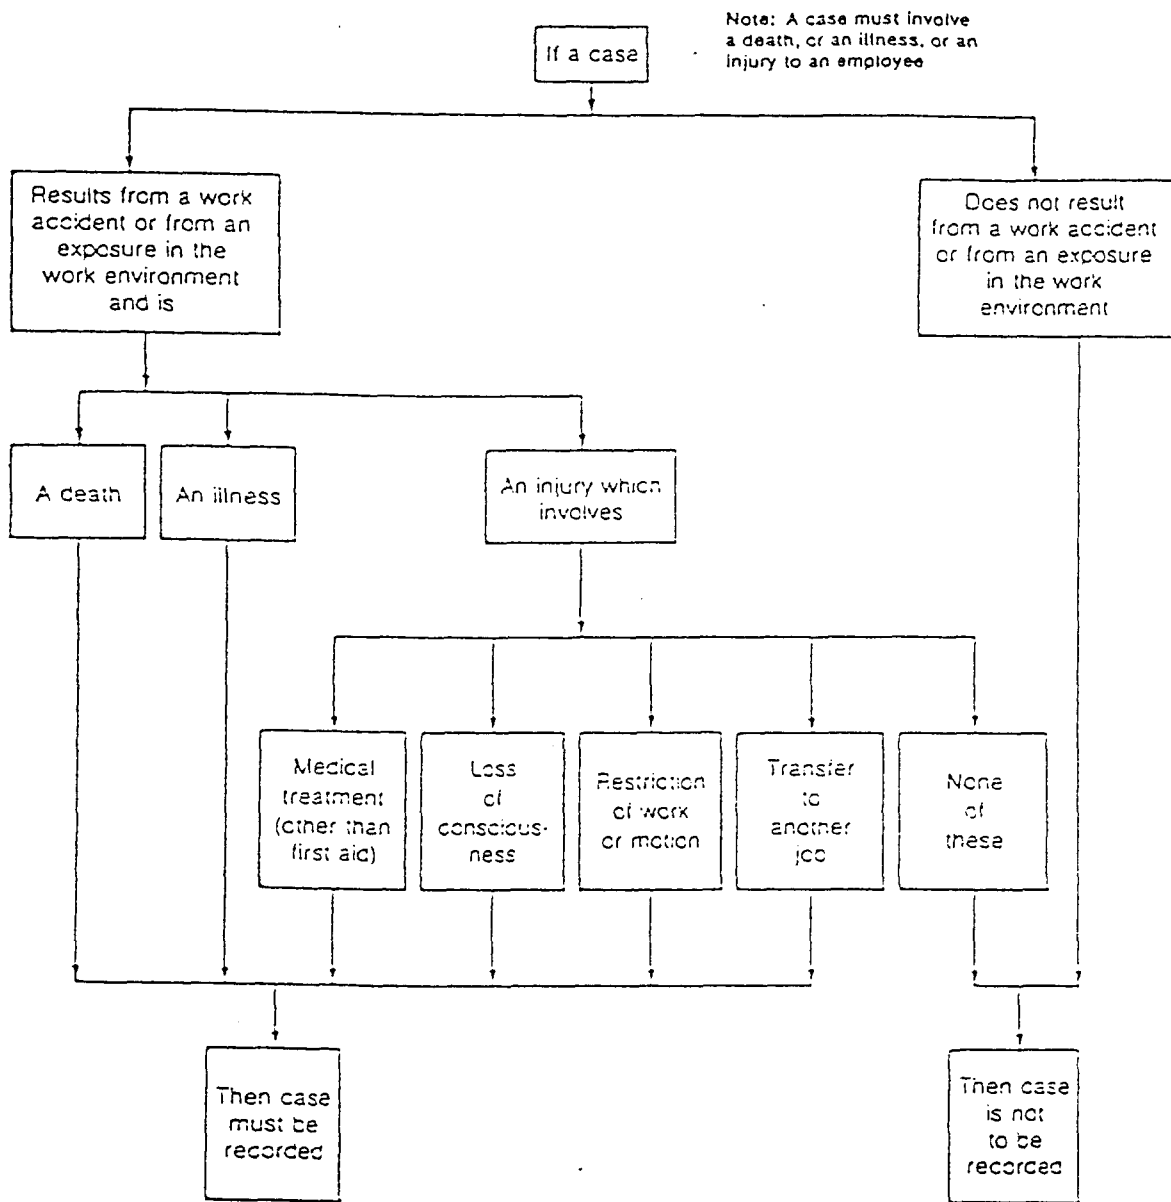 Note: A case must involve
a death, or an illness, or an
injury to an employee
If a case
Results from a work
accident or from an
exposure in the
work environment
and is
Does not result
from a work accident
or from an exposure
in the work
environment
A death
An illness
An injury which
involves
Medical
treatment
(other than
first aid)
Loss
of
conscious-
ness
Restriction
of work
or motion
Transfer
to
another
job
None
of
these
Then case
must be
recorded
Then case
is not
to be
recorded